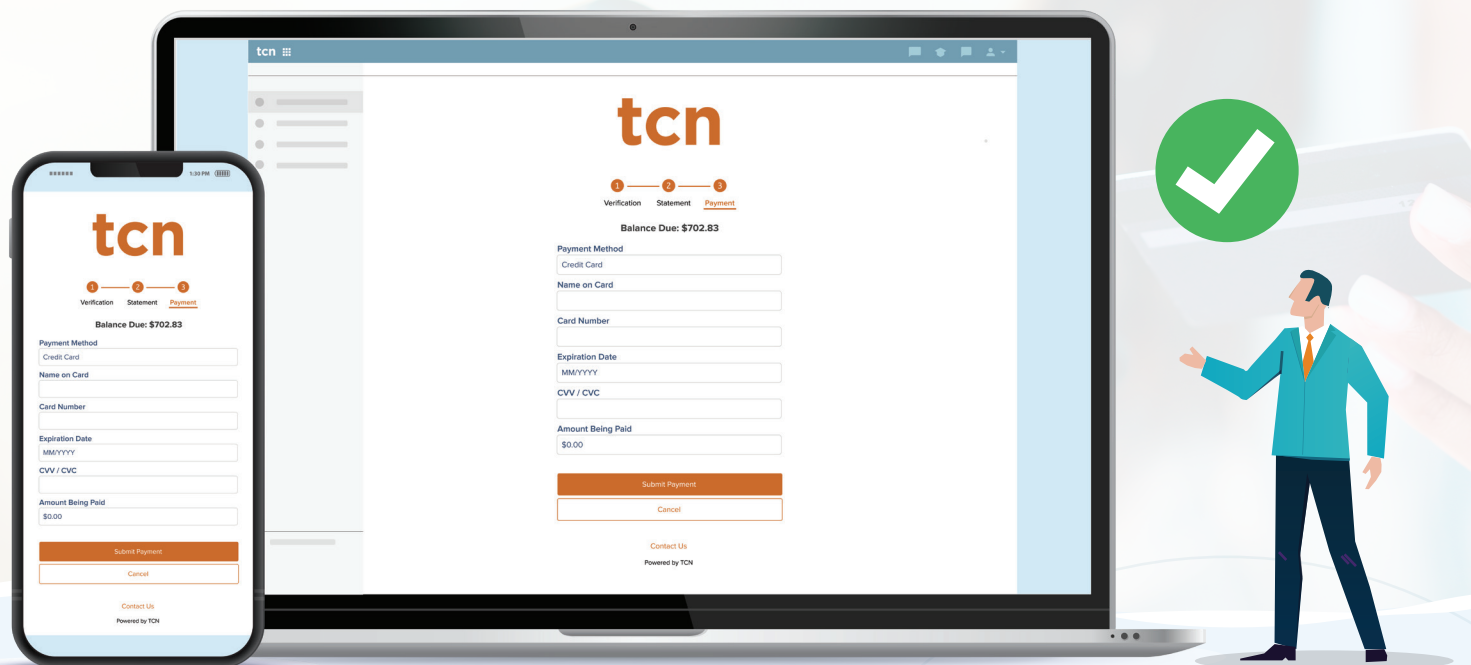 1:30 PM
tcn
1 2 3
Verification Statement Payment
Balance Due: $702.83
Payment Method
Credit Card
Name on Card
Card Number
Expiration Date
MM/YYYY
CVV / CVC
Amount Being Paid
$0.00
Submit Payment
Cancel
Contact Us
Powered by TCN
tcn
tcn
1 2 3
Verification Statement Payment
Balance Due: $702.83
Payment Method
Credit Card
Name on Card
Card Number
Expiration Date
MM/YYYY
CVV / CVC
Amount Being Paid
$0.00
Submit Payment
Cancel
Contact Us
Powered by TCN